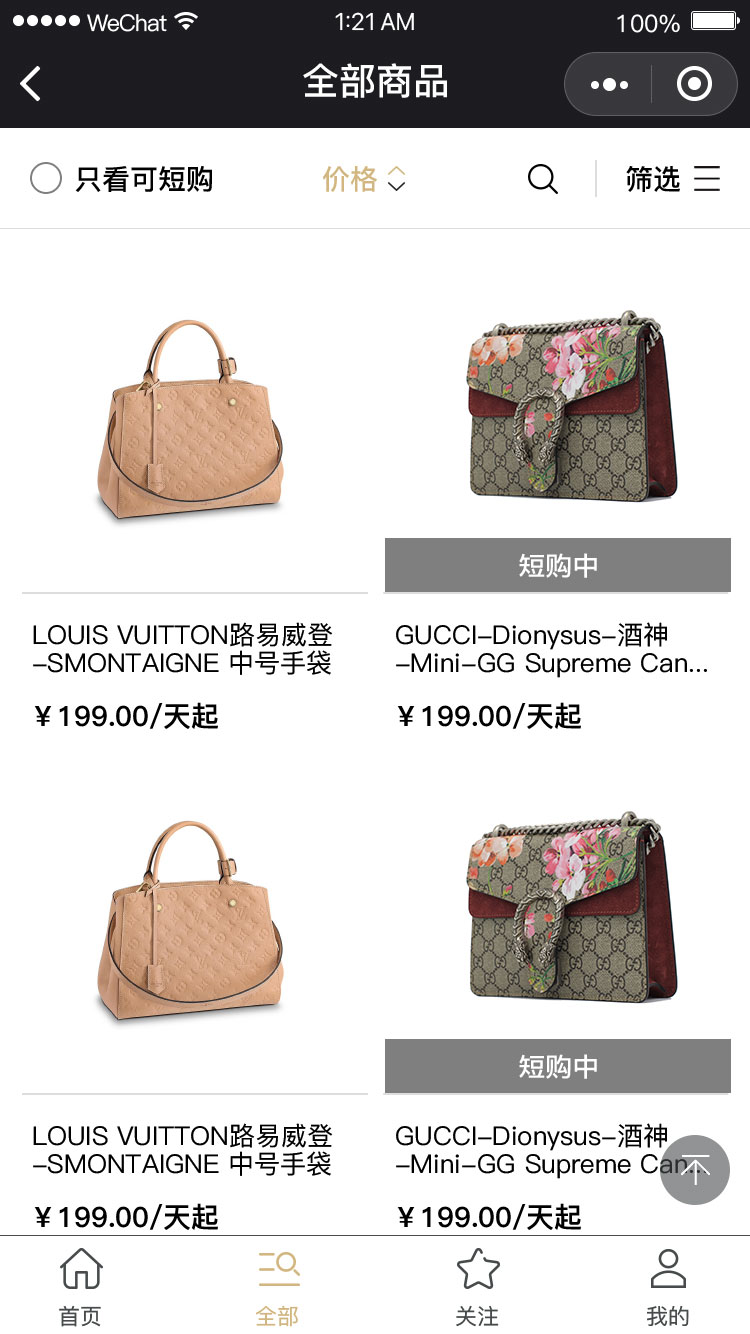 WeChat 1:21 AM 100%
全部商品
只看可短购 价格 筛选
短购中
LOUIS VUITTON路易威登
-SMONTAIGNE 中号手袋
¥199.00/天起
GUCCI-Dionysus-酒神
-Mini-GG Supreme Can...
¥199.00/天起
短购中
LOUIS VUITTON路易威登
-SMONTAIGNE 中号手袋
¥199.00/天起
GUCCI-Dionysus-酒神
-Mini-GG Supreme Can...
¥199.00/天起
首页 全部 关注 我的